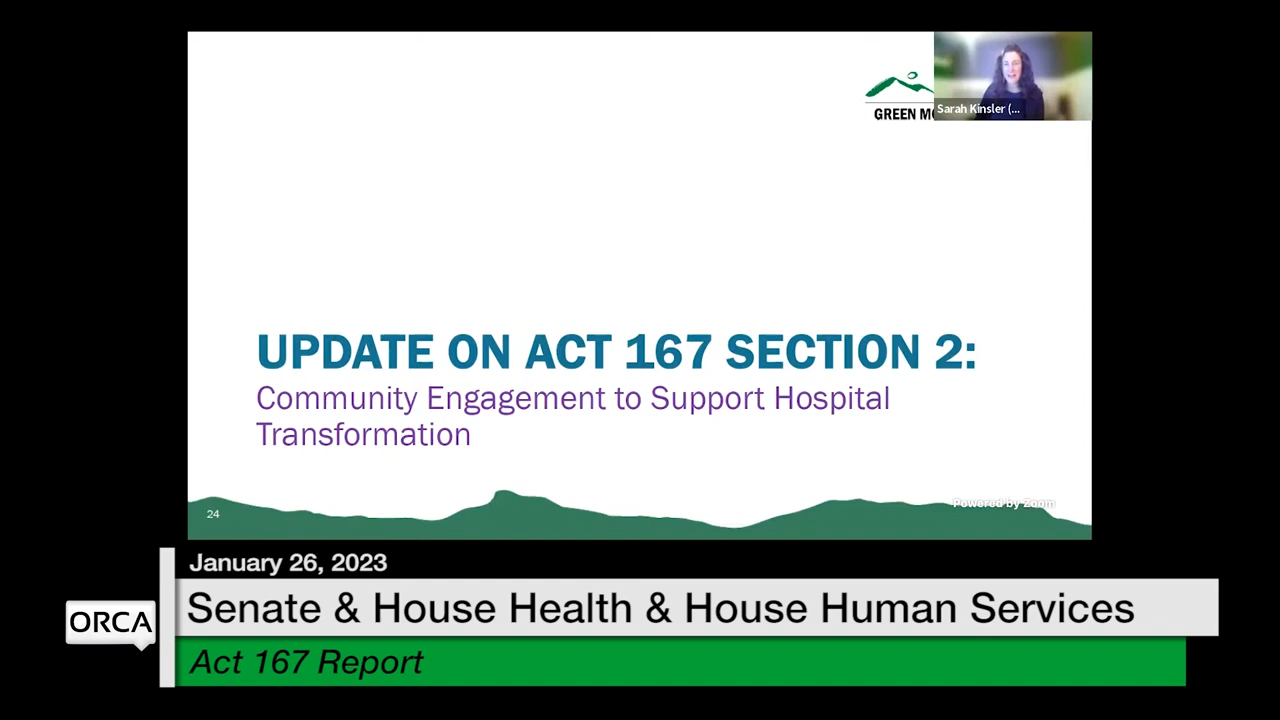 GREEN MO
Sarah Kinsler (...
UPDATE ON ACT 167 SECTION 2:
Community Engagement to Support Hospital
Transformation
Powered by Zoom
24
January 26, 2023
Senate & House Health & House Human Services
ORCA
Act 167 Report